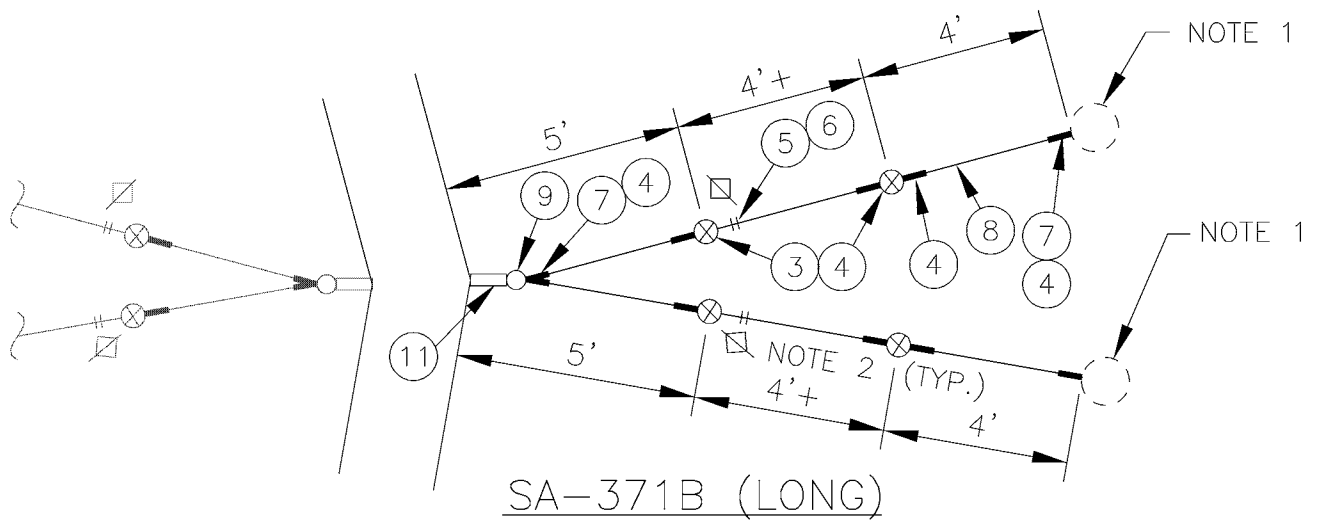 4'
NOTE 1
4'+
5 6
5'
9 7 4
3 4 4 8 7
4
NOTE 1
11
5'
NOTE 2 (TYP.)
4'+
4'
SA-371B (LONG)